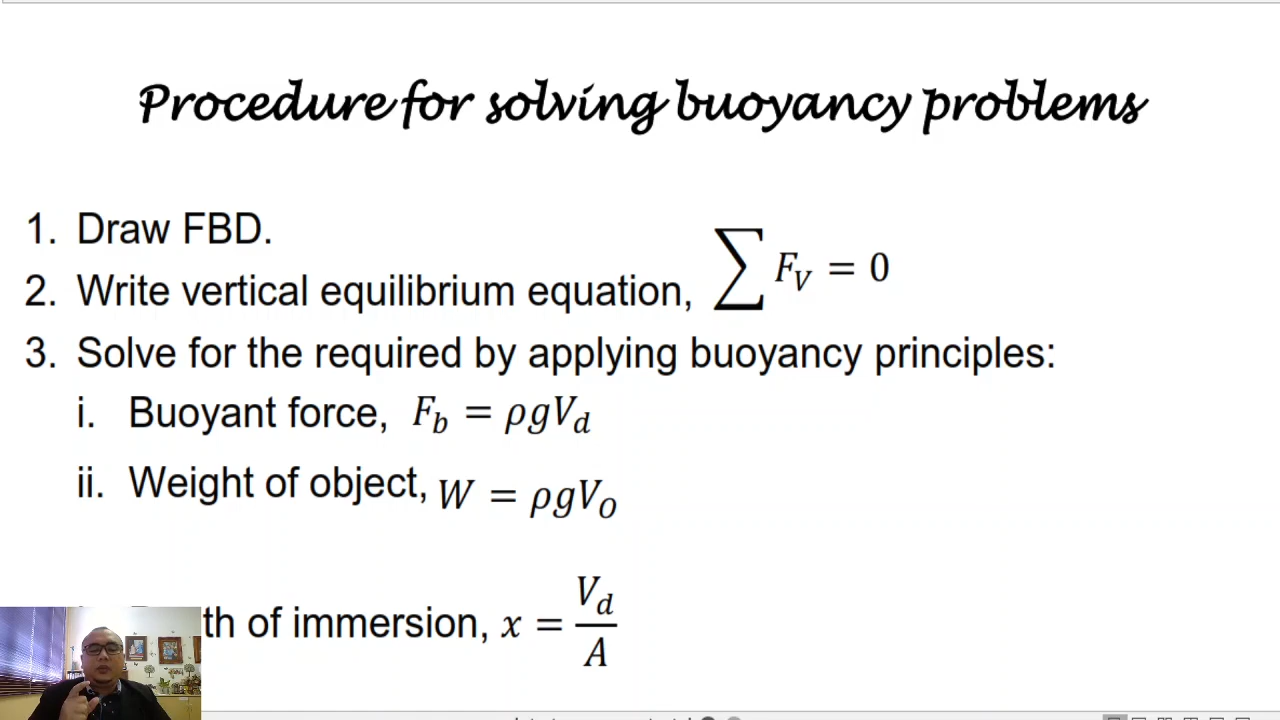 Procedure for solving buoyancy problems
1. Draw FBD.
2. Write vertical equilibrium equation, ∑ F_V = 0
3. Solve for the required by applying buoyancy principles:
i. Buoyant force, F_b = ρgV_d
ii. Weight of object, W = ρgV_O
th of immersion, x = V_d / A